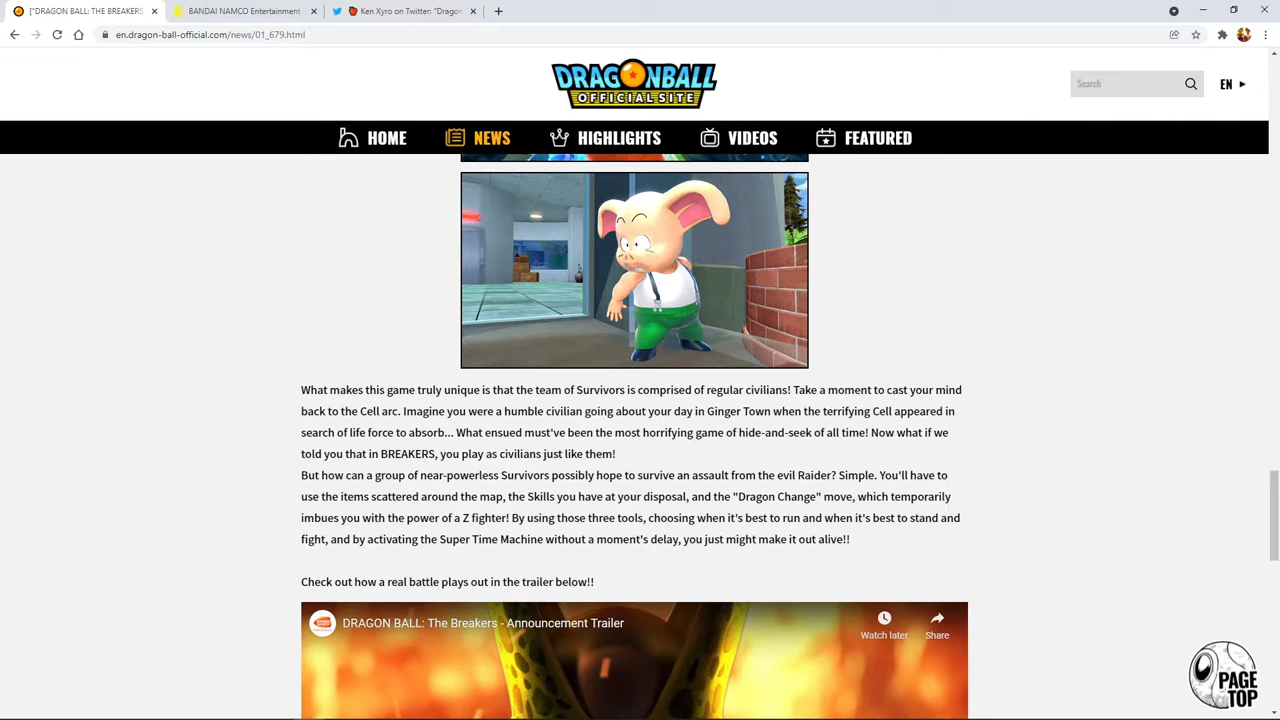 ["DRAGON BALL: THE BREAKERS
BANDAI NAMCO Entertainment
Ken Xyro on Twitter: "Dragon
en.dragon-ball-official.com/news/01_679.html
DRAGONBALL
OFFICIAL SITE
Search
EN
HOME
NEWS
HIGHLIGHTS
VIDEOS
FEATURED
What makes this game truly unique is that the team of Survivors is comprised of regular civilians! Take a moment to cast your mind
back to the Cell arc. Imagine you were a humble civilian going about your day in Ginger Town when the terrifying Cell appeared in
search of life force to absorb... What ensued must've been the most horrifying game of hide-and-seek of all time! Now what if we
told you that in BREAKERS, you play as civilians just like them!
But how can a group of near-powerless Survivors possibly hope to survive an assault from the evil Raider? Simple. You'll have to
use the items scattered around the map, the Skills you have at your disposal, and the "Dragon Change" move, which temporarily
imbues you with the power of a Z fighter! By using those three tools, choosing when it's best to run and when it's best to stand and
fight, and by activating the Super Time Machine without a moment's delay, you just might make it out alive!!
Check out how a real battle plays out in the trailer below!!
DRAGON BALL: The Breakers - Announcement Trailer
Watch later
Share
PAGE
TOP